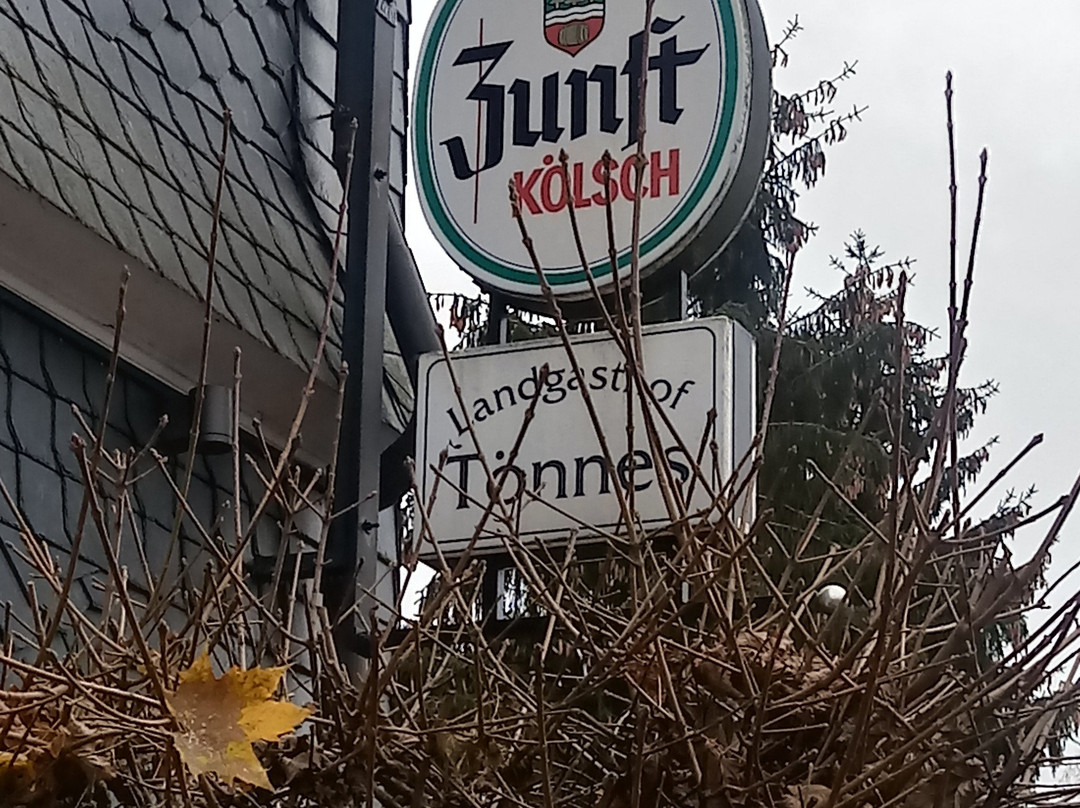 Zunft
KÖLSCH
Landgasthof
Tönnes